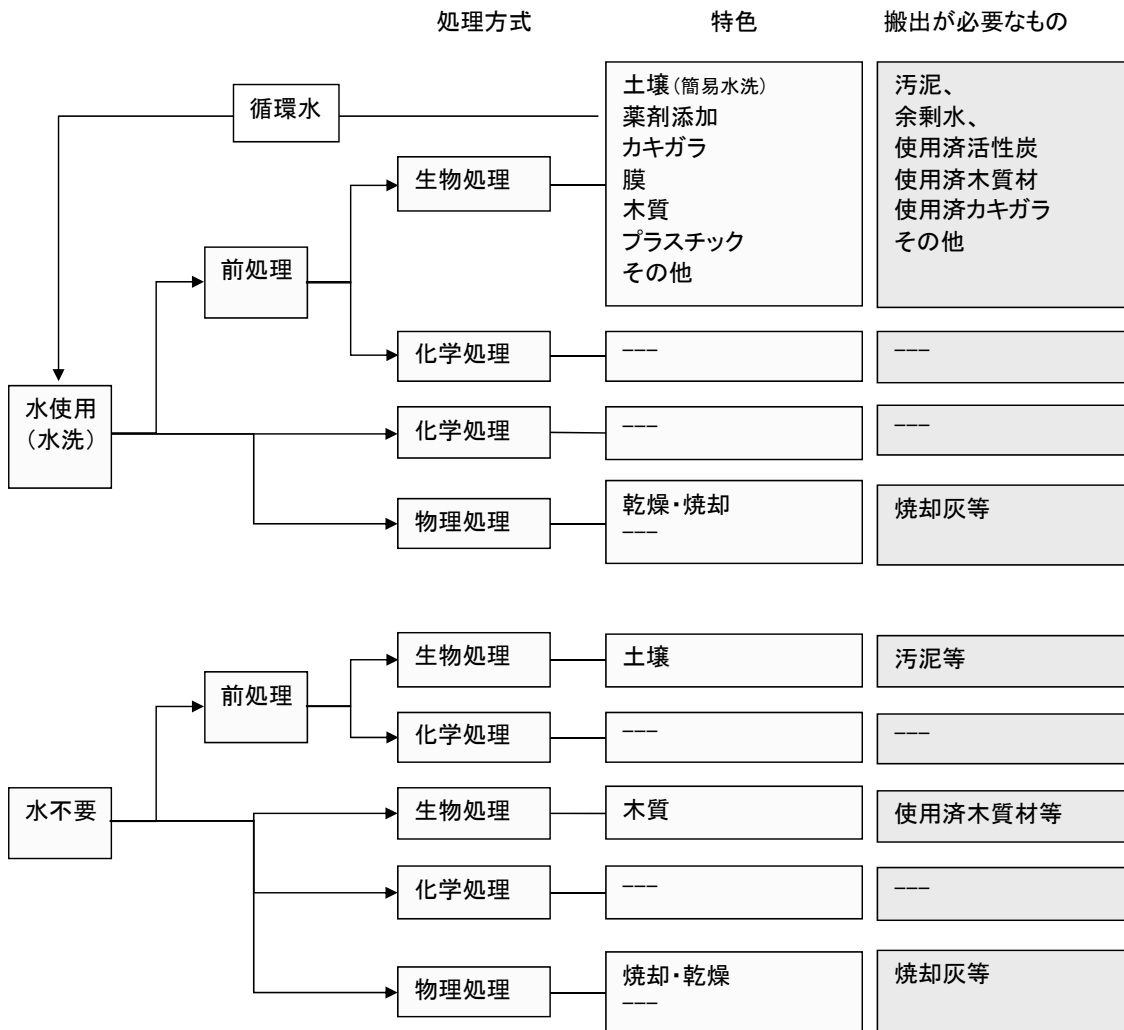 処理方式
特色
搬出が必要なもの
循環水
土壌(簡易水洗)
薬剤添加
カキガラ
膜
木質
プラスチック
その他
汚泥、
余剰水、
使用済活性炭
使用済木質材
使用済カキガラ
その他
生物処理
前処理
化学処理
---
---
水使用
(水洗)
化学処理
---
---
物理処理
乾燥・焼却
---
焼却灰等
生物処理
土壌
汚泥等
前処理
化学処理
---
---
水不要
生物処理
木質
使用済木質材等
化学処理
---
---
物理処理
焼却・乾燥
---
焼却灰等